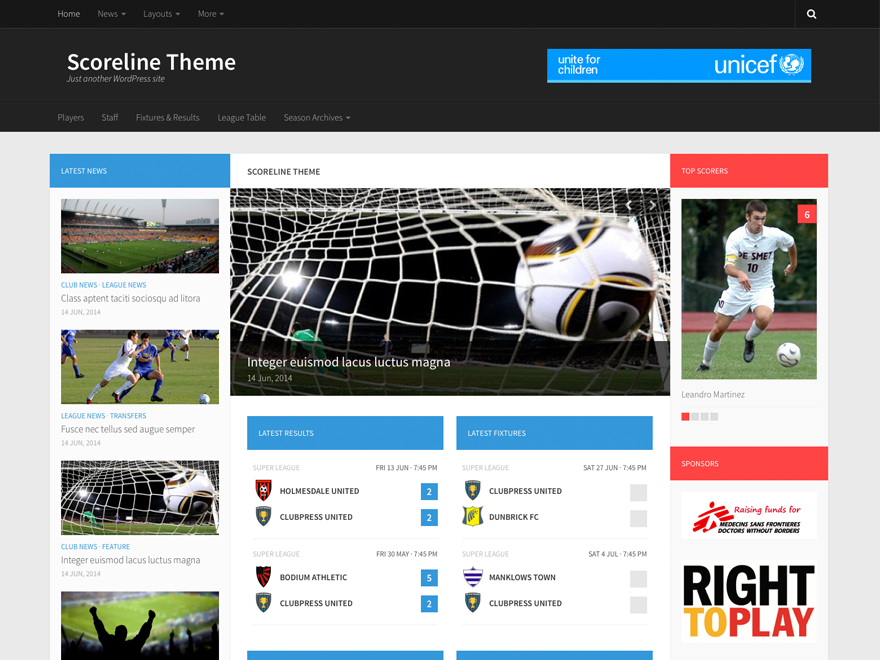 Home
News
Layouts
More
Scoreline Theme
Just another WordPress site
unite for
children
unicef
Players
Staff
Fixtures & Results
League Table
Season Archives
LATEST NEWS
CLUB NEWS · LEAGUE NEWS
Class aptent taciti sociosqu ad litora
14 JUN, 2014
LEAGUE NEWS · TRANSFERS
Fusce nec tellus sed augue semper
14 JUN, 2014
CLUB NEWS · FEATURE
Integer euismod lacus luctus magna
14 JUN, 2014
SCORELINE THEME
Integer euismod lacus luctus magna
14 Jun, 2014
LATEST RESULTS
SUPER LEAGUE
FRI 13 JUN · 7:45 PM
HOLMESDALE UNITED
2
CLUBPRESS UNITED
2
SUPER LEAGUE
FRI 30 MAY · 7:45 PM
BODIUM ATHLETIC
5
CLUBPRESS UNITED
2
LATEST FIXTURES
SUPER LEAGUE
SAT 27 JUN · 7:45 PM
CLUBPRESS UNITED
DUNBRICK FC
SUPER LEAGUE
SAT 4 JUL · 7:45 PM
MANKLOWS TOWN
CLUBPRESS UNITED
TOP SCORERS
6
DE SMET
10
Leandro Martinez
SPONSORS
Raising funds for
MEDECINS SANS FRONTIERES
DOCTORS WITHOUT BORDERS
RIGHT
TOPLAY